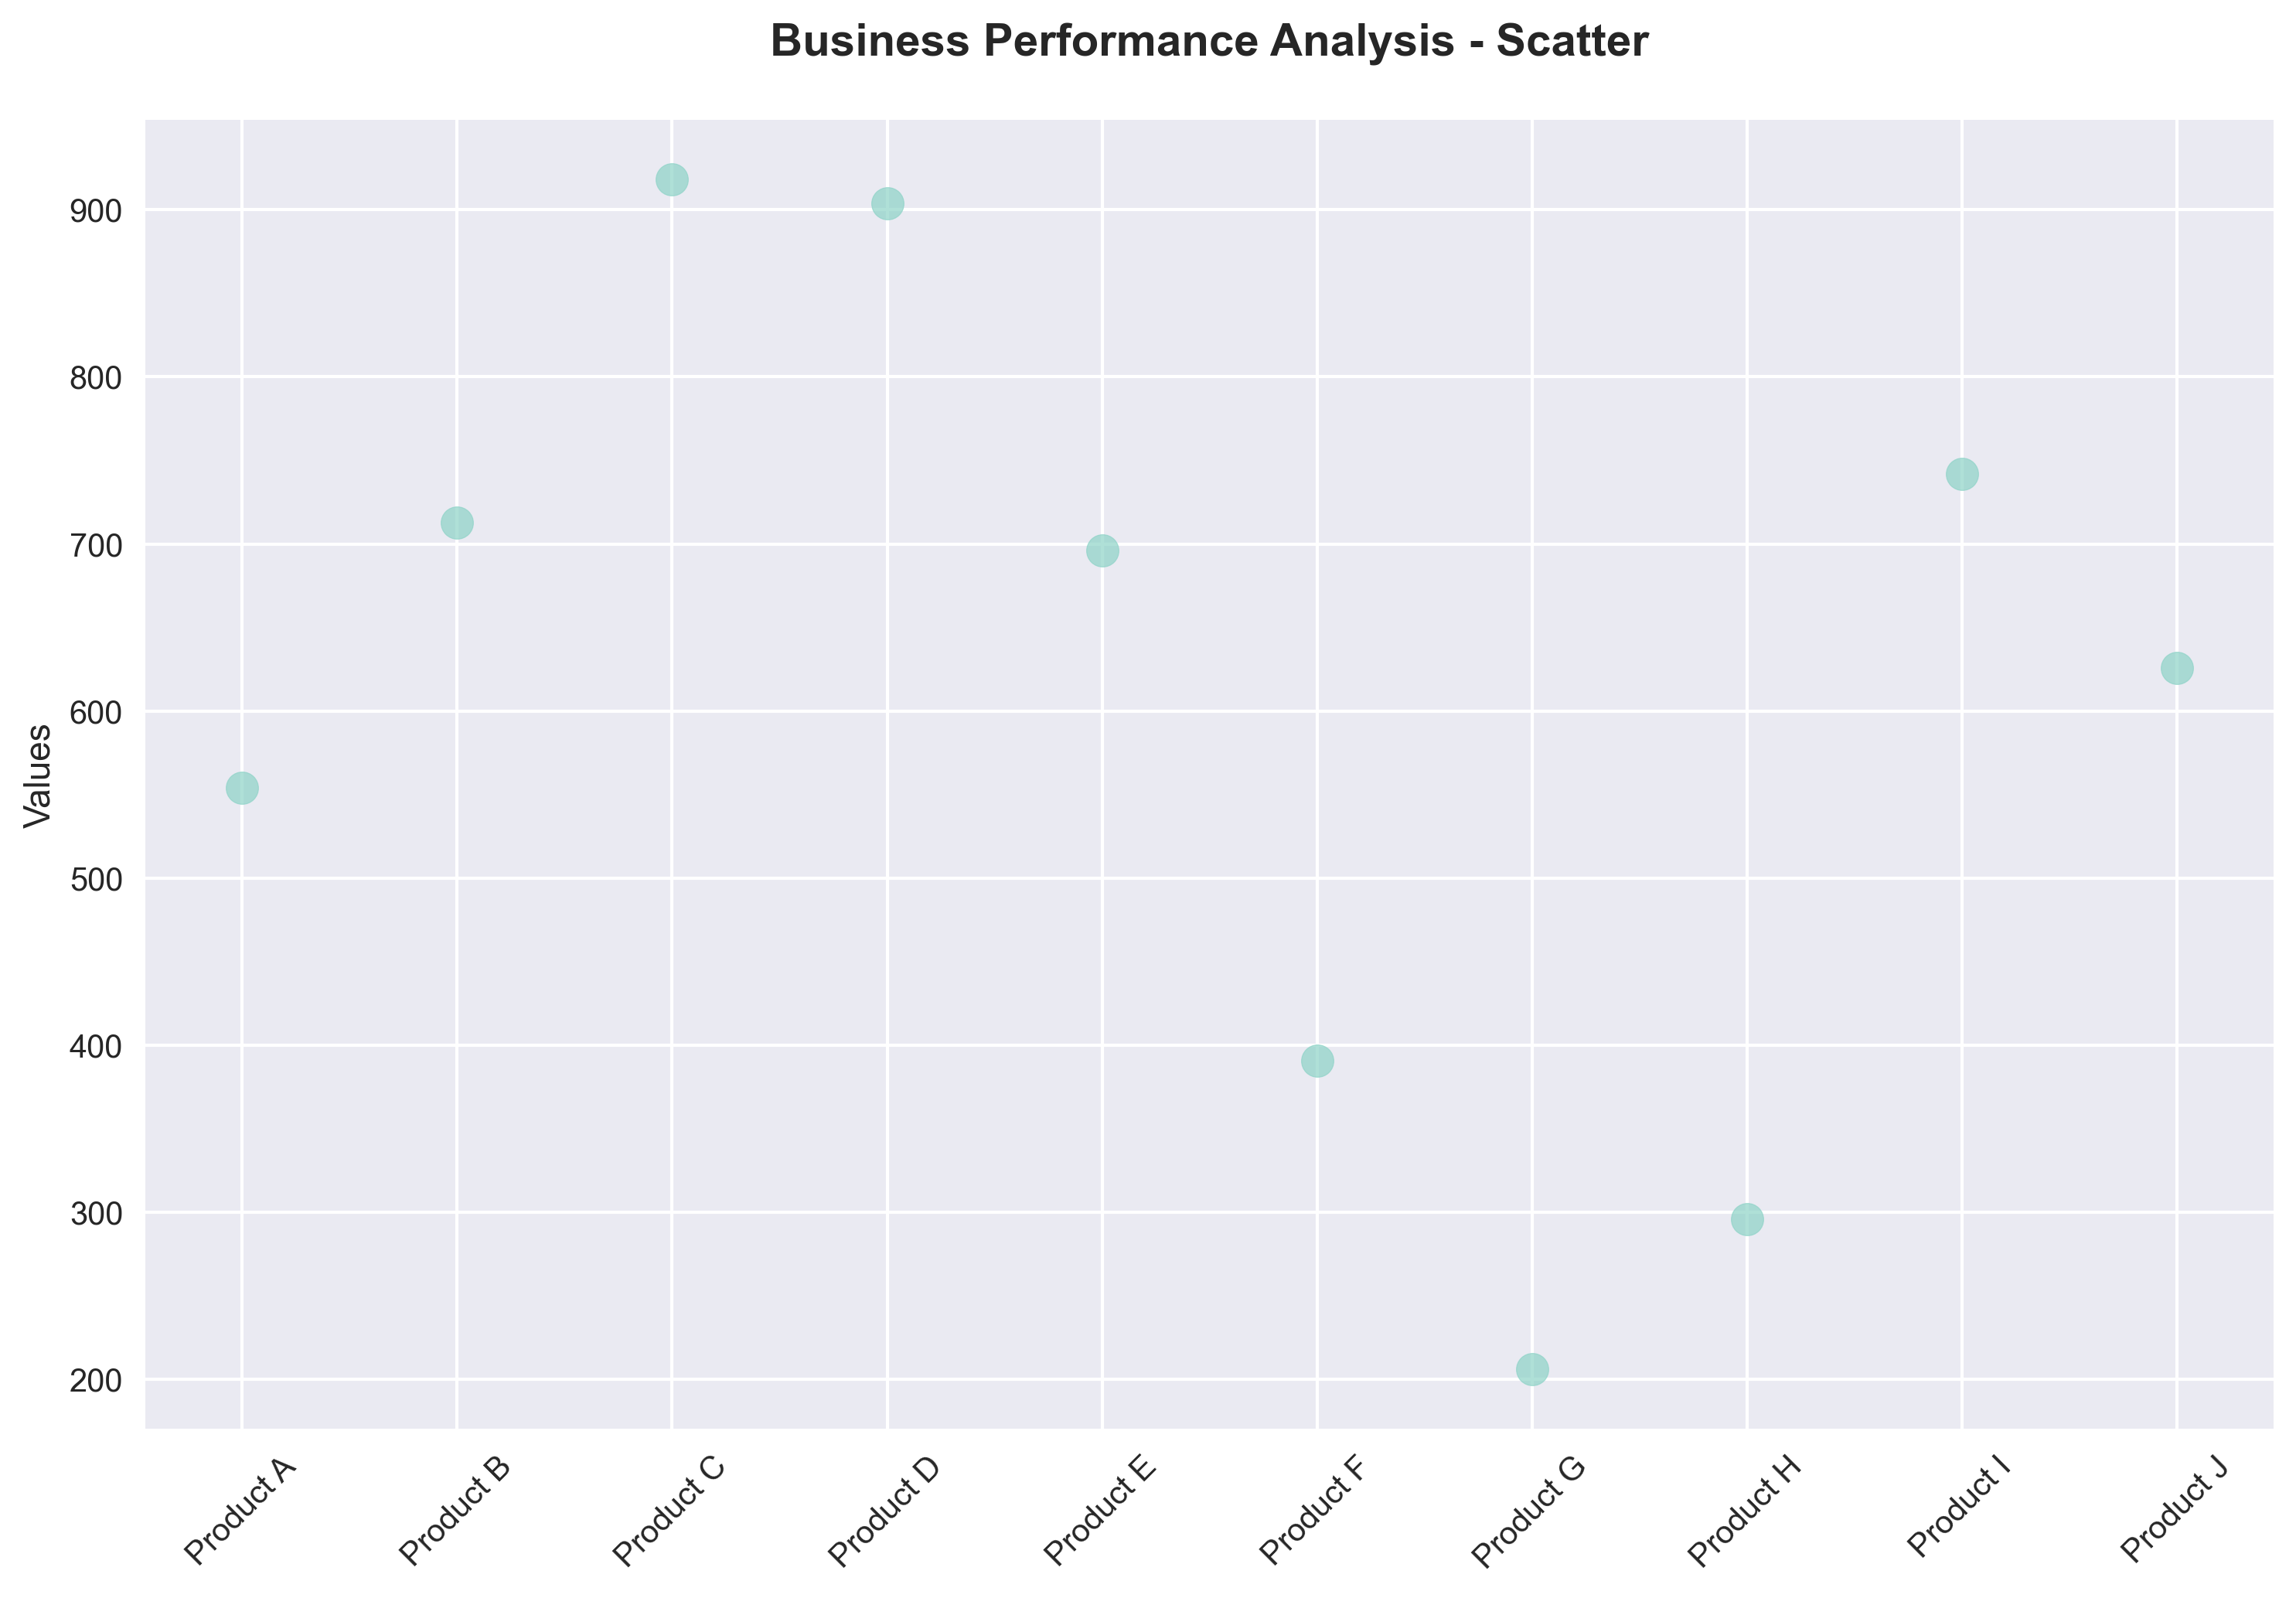 Business Performance Analysis - Scatter
Values
900
800
700
600
500
400
300
200
Product A
Product B
Product C
Product D
Product E
Product F
Product G
Product H
Product I
Product J